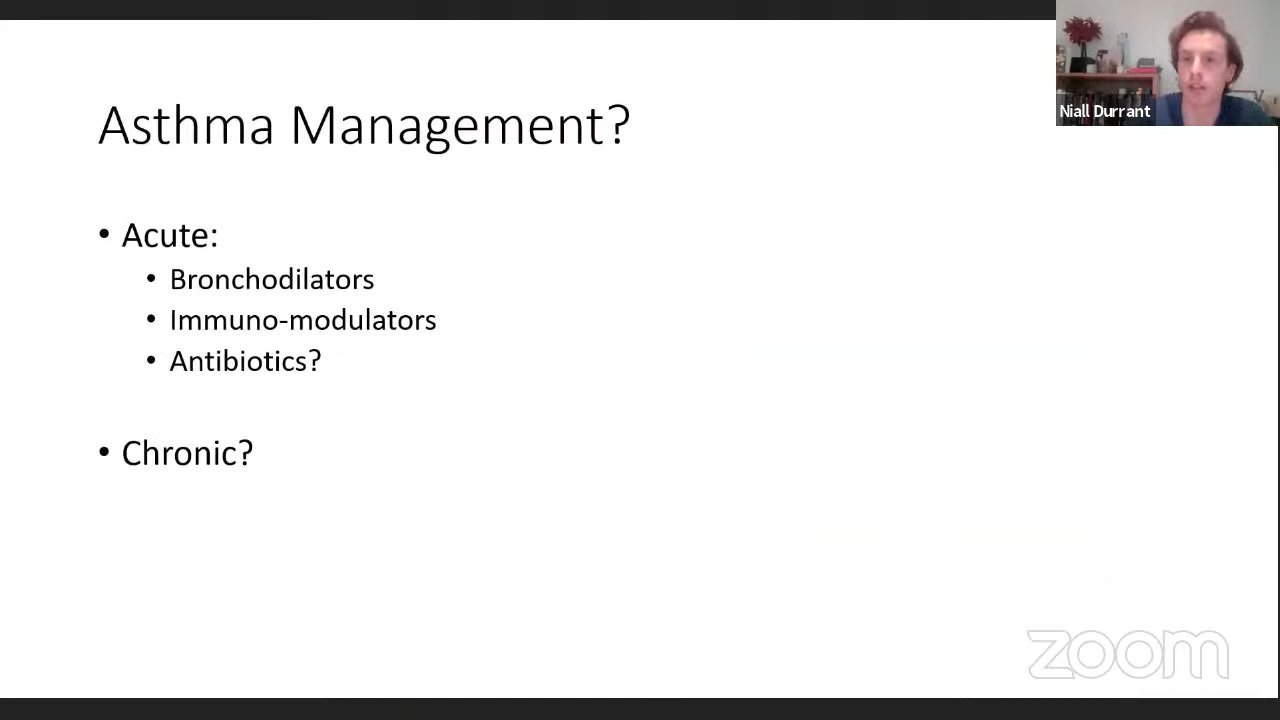 Niall Durrant
Asthma Management?
• Acute:
• Bronchodilators
• Immuno-modulators
• Antibiotics?
• Chronic?
zoom